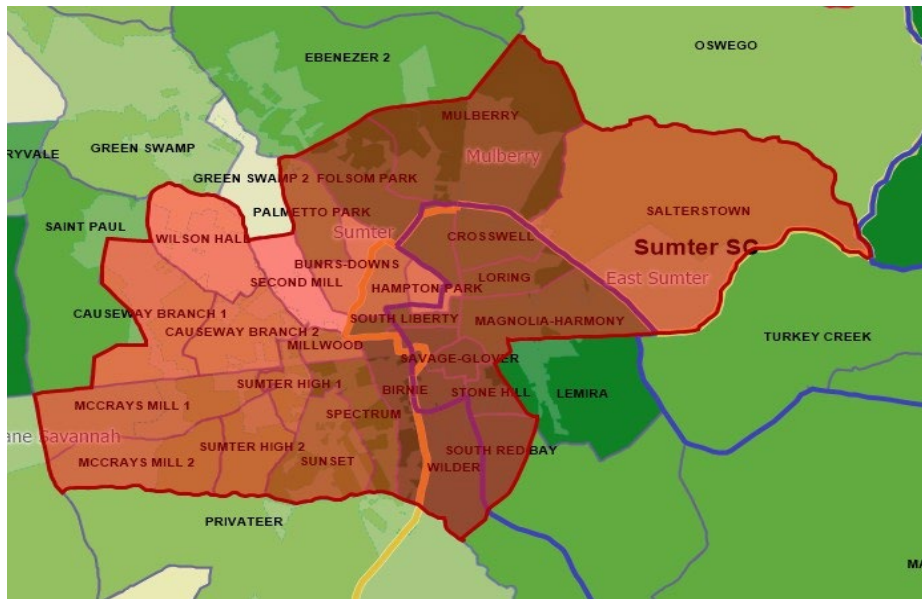 OSWEGO
EBENEZER 2
MULBERRY
GREEN SWAMP
RYVALE
Mulberry
GREEN SWAMP 2
FOLSOM PARK
PALMETTO PARK
SALTERSTOWN
SAINT PAUL
Sumter
WILSON HALL
CROSSWELL
Sumter SC
BUNRS-DOWNS
SECOND MILL
LORING
East Sumter
HAMPTON PARK
CAUSEWAY BRANCH 1
SOUTH LIBERTY
MAGNOLIA-HARMONY
CAUSEWAY BRANCH 2
TURKEY CREEK
MILLWOOD
SAVAGE-GLOVER
SUMTER HIGH 1
BIRNIE
STONE HILL
LEMIRA
MCCRAYS MILL 1
SPECTRUM
ane Savannah
SUMTER HIGH 2
SOUTH RED BAY
MCCRAYS MILL 2
SUNSET
WILDER
PRIVATEER
MA